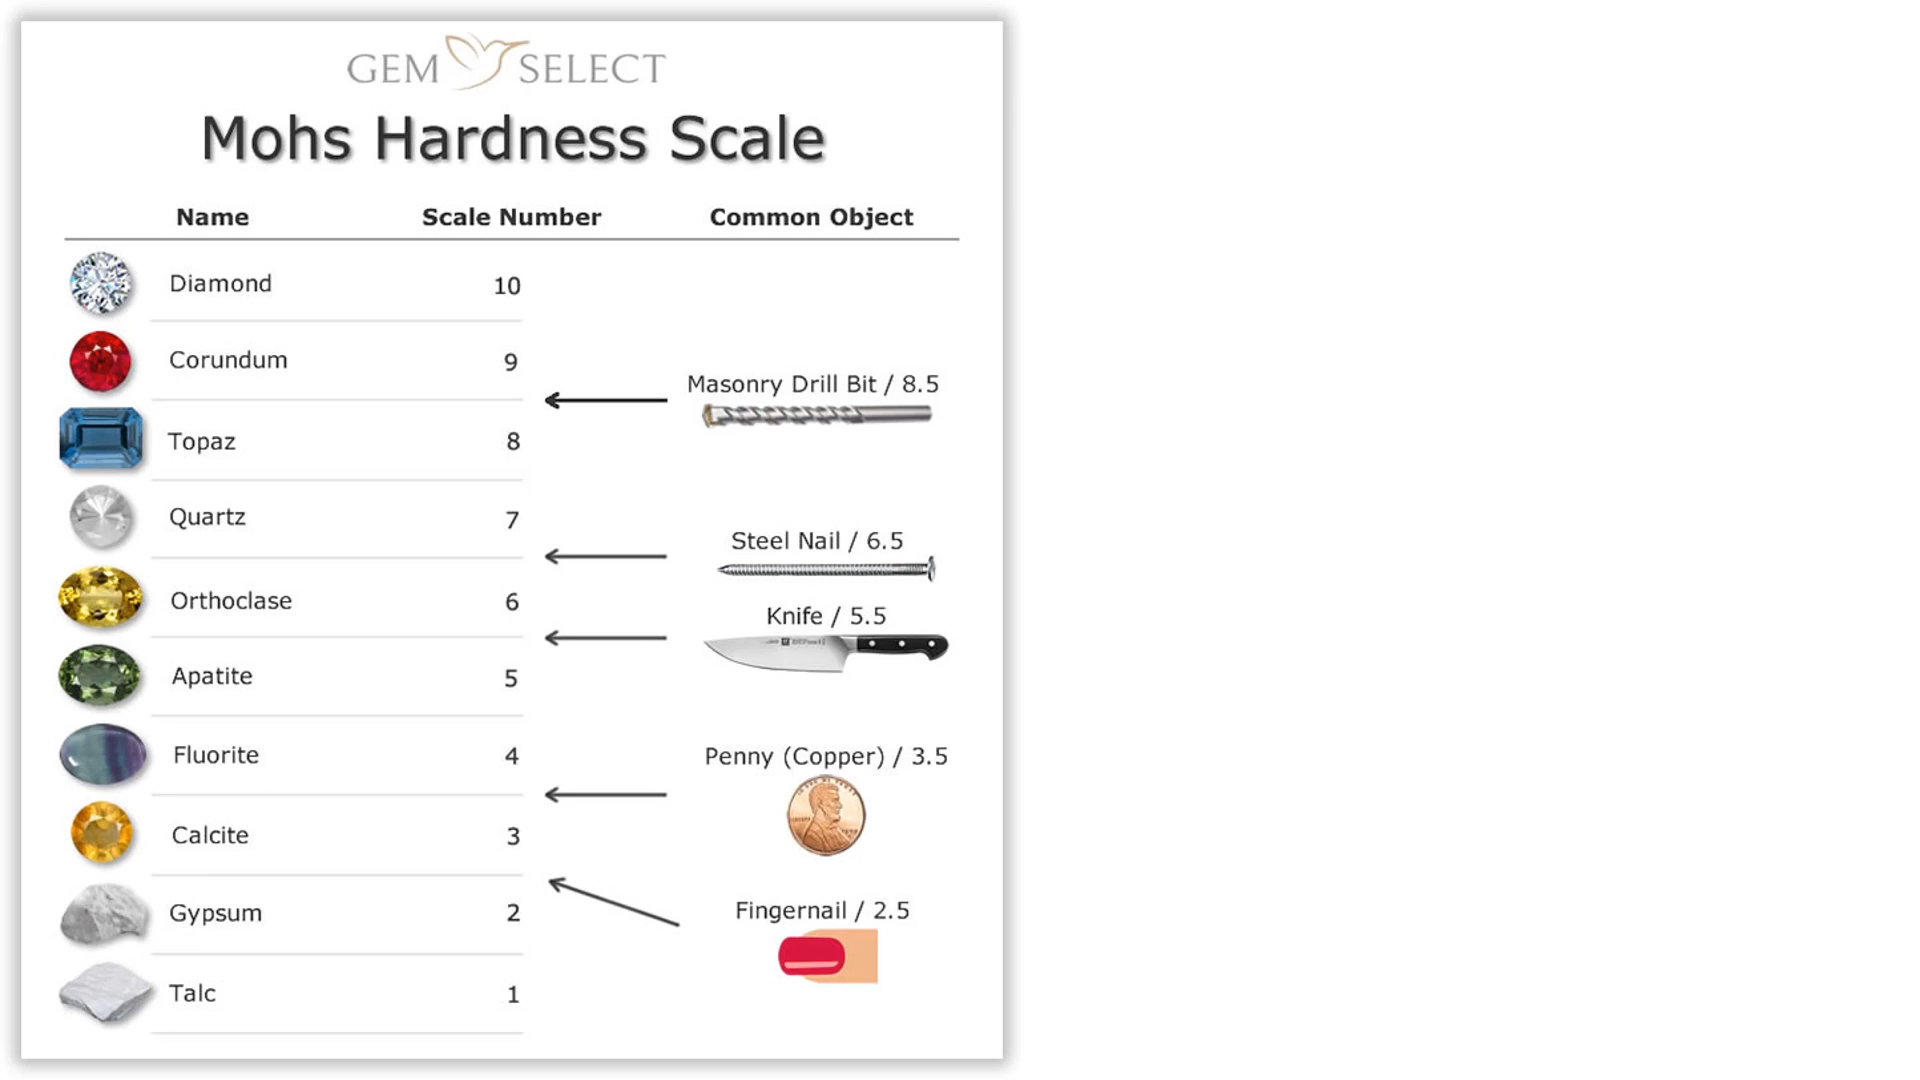 GEM SELECT
Mohs Hardness Scale
Name Scale Number Common Object
Diamond 10
Corundum 9
Masonry Drill Bit / 8.5
Topaz 8
Quartz 7
Steel Nail / 6.5
Orthoclase 6
Knife / 5.5
Apatite 5
Fluorite 4
Penny (Copper) / 3.5
Calcite 3
Gypsum 2
Fingernail / 2.5
Talc 1